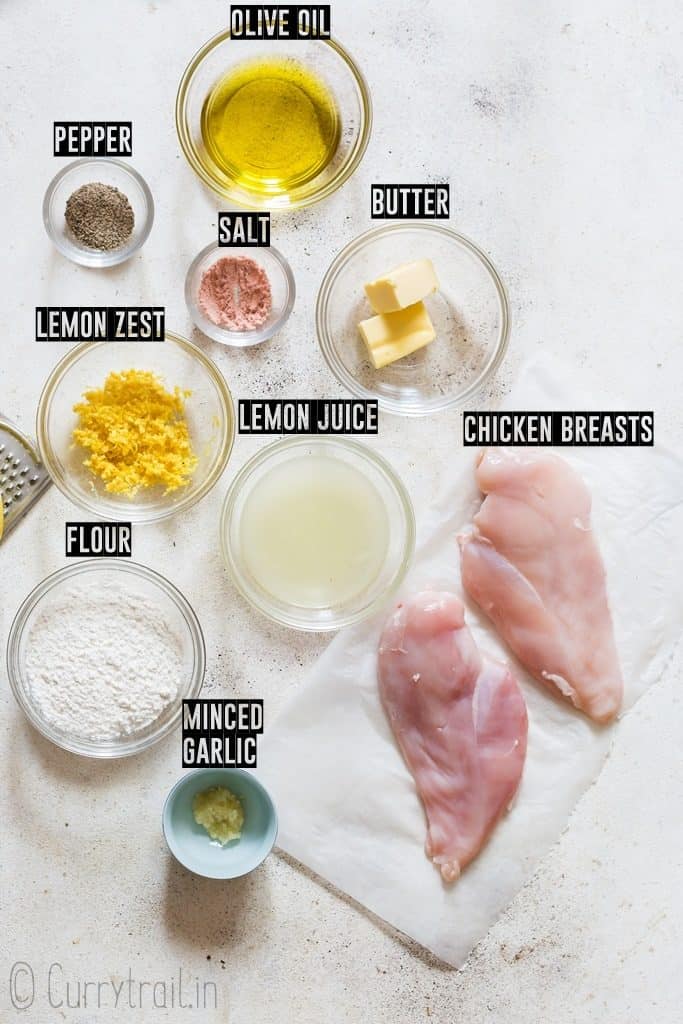 OLIVE OIL
PEPPER
BUTTER
SALT
LEMON ZEST
LEMON JUICE
CHICKEN BREASTS
FLOUR
MINCED
GARLIC
© Currytrail.in